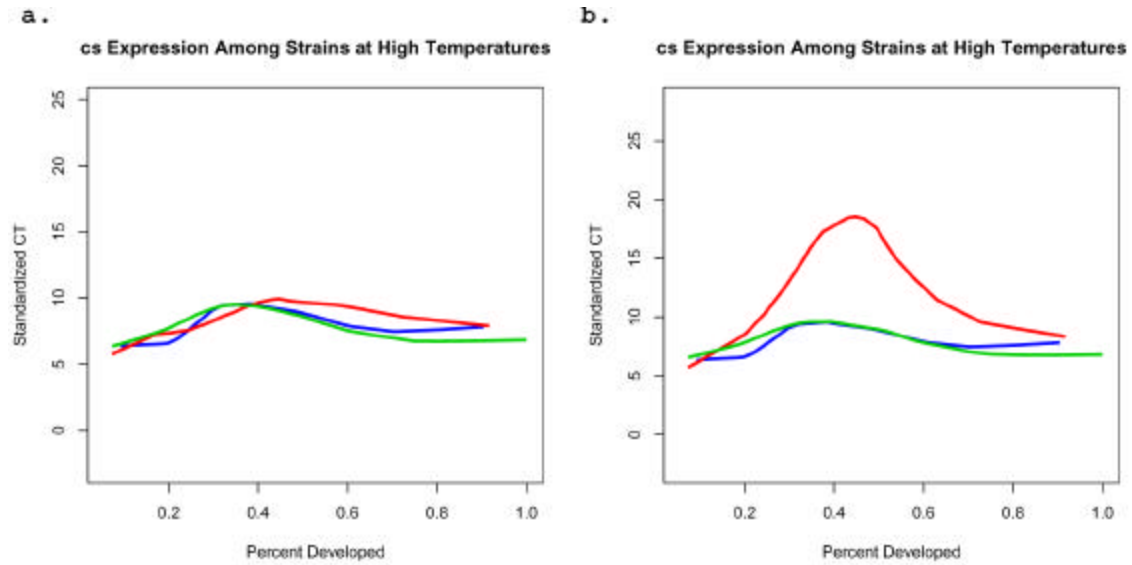 a.
cs Expression Among Strains at High Temperatures
25
20
15
10
5
0
Standardized CT
0.2 0.4 0.6 0.8 1.0
Percent Developed
b.
cs Expression Among Strains at High Temperatures
25
20
15
10
5
0
Standardized CT
0.2 0.4 0.6 0.8 1.0
Percent Developed